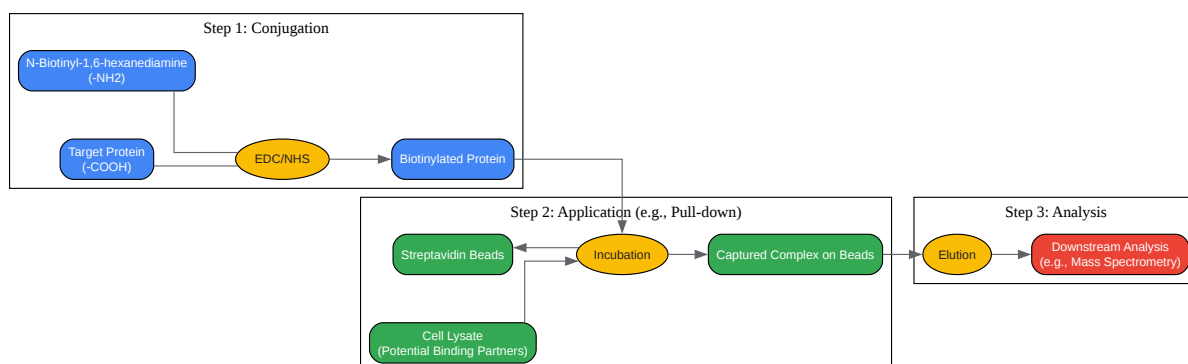 Step 1: Conjugation
N-Biotinyl-1,6-hexanediamine
(-NH2)
Target Protein
(-COOH)
EDC/NHS
Biotinylated Protein
Step 2: Application (e.g., Pull-down)
Streptavidin Beads
Incubation
Captured Complex on Beads
Cell Lysate
(Potential Binding Partners)
Step 3: Analysis
Elution
Downstream Analysis
(e.g., Mass Spectrometry)